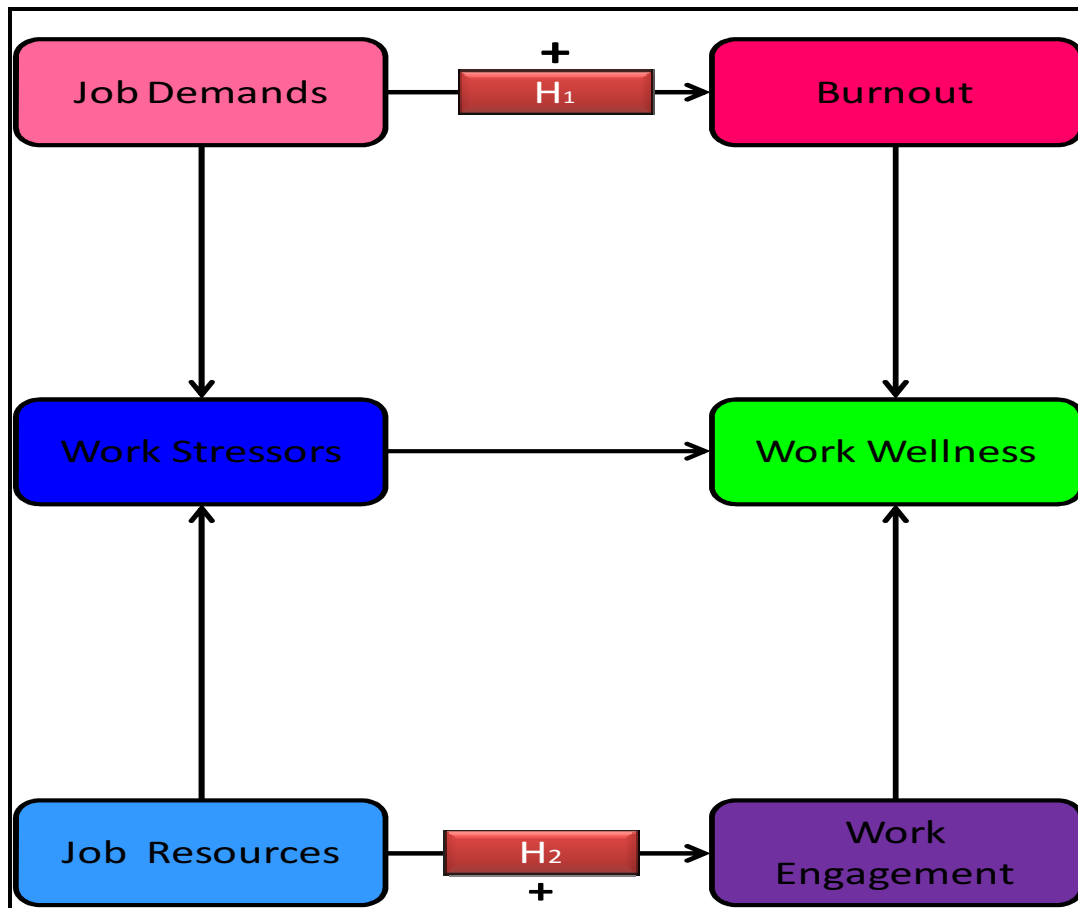 +
Job Demands
H₁
Burnout
Work Stressors
Work Wellness
Job Resources
H₂
+
Work
Engagement